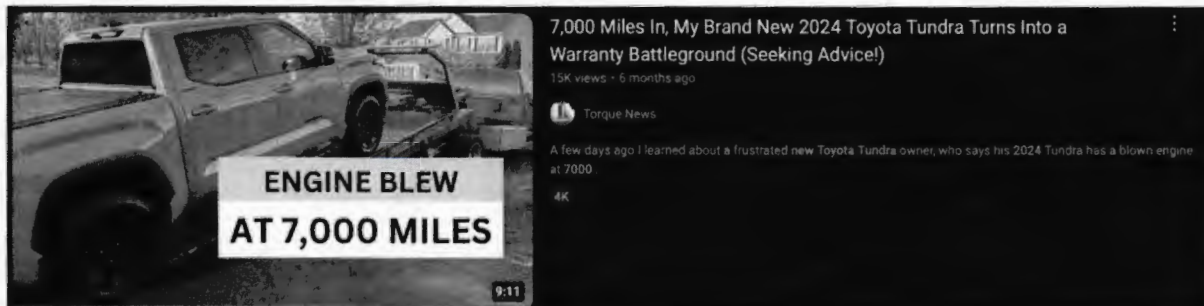 ENGINE BLEW
AT 7,000 MILES
9:11
7,000 Miles In, My Brand New 2024 Toyota Tundra Turns Into a
Warranty Battleground (Seeking Advice!)
15K views • 6 months ago
Torque News
A few days ago I learned about a frustrated new Toyota Tundra owner, who says his 2024 Tundra has a blown engine
at 7000
4K